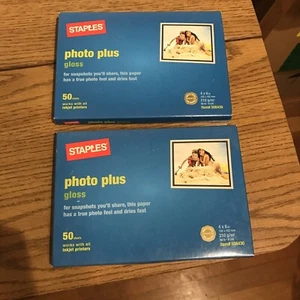 STAPLES
photo plus
gloss
for snapshots you'll share, this paper
has a true photo feel and dries fast
50
works with all
inkjet printers
STAPLES
photo plus
gloss
for snapshots you'll share, this paper
has a true photo feel and dries fast
50
works with all
inkjet printers